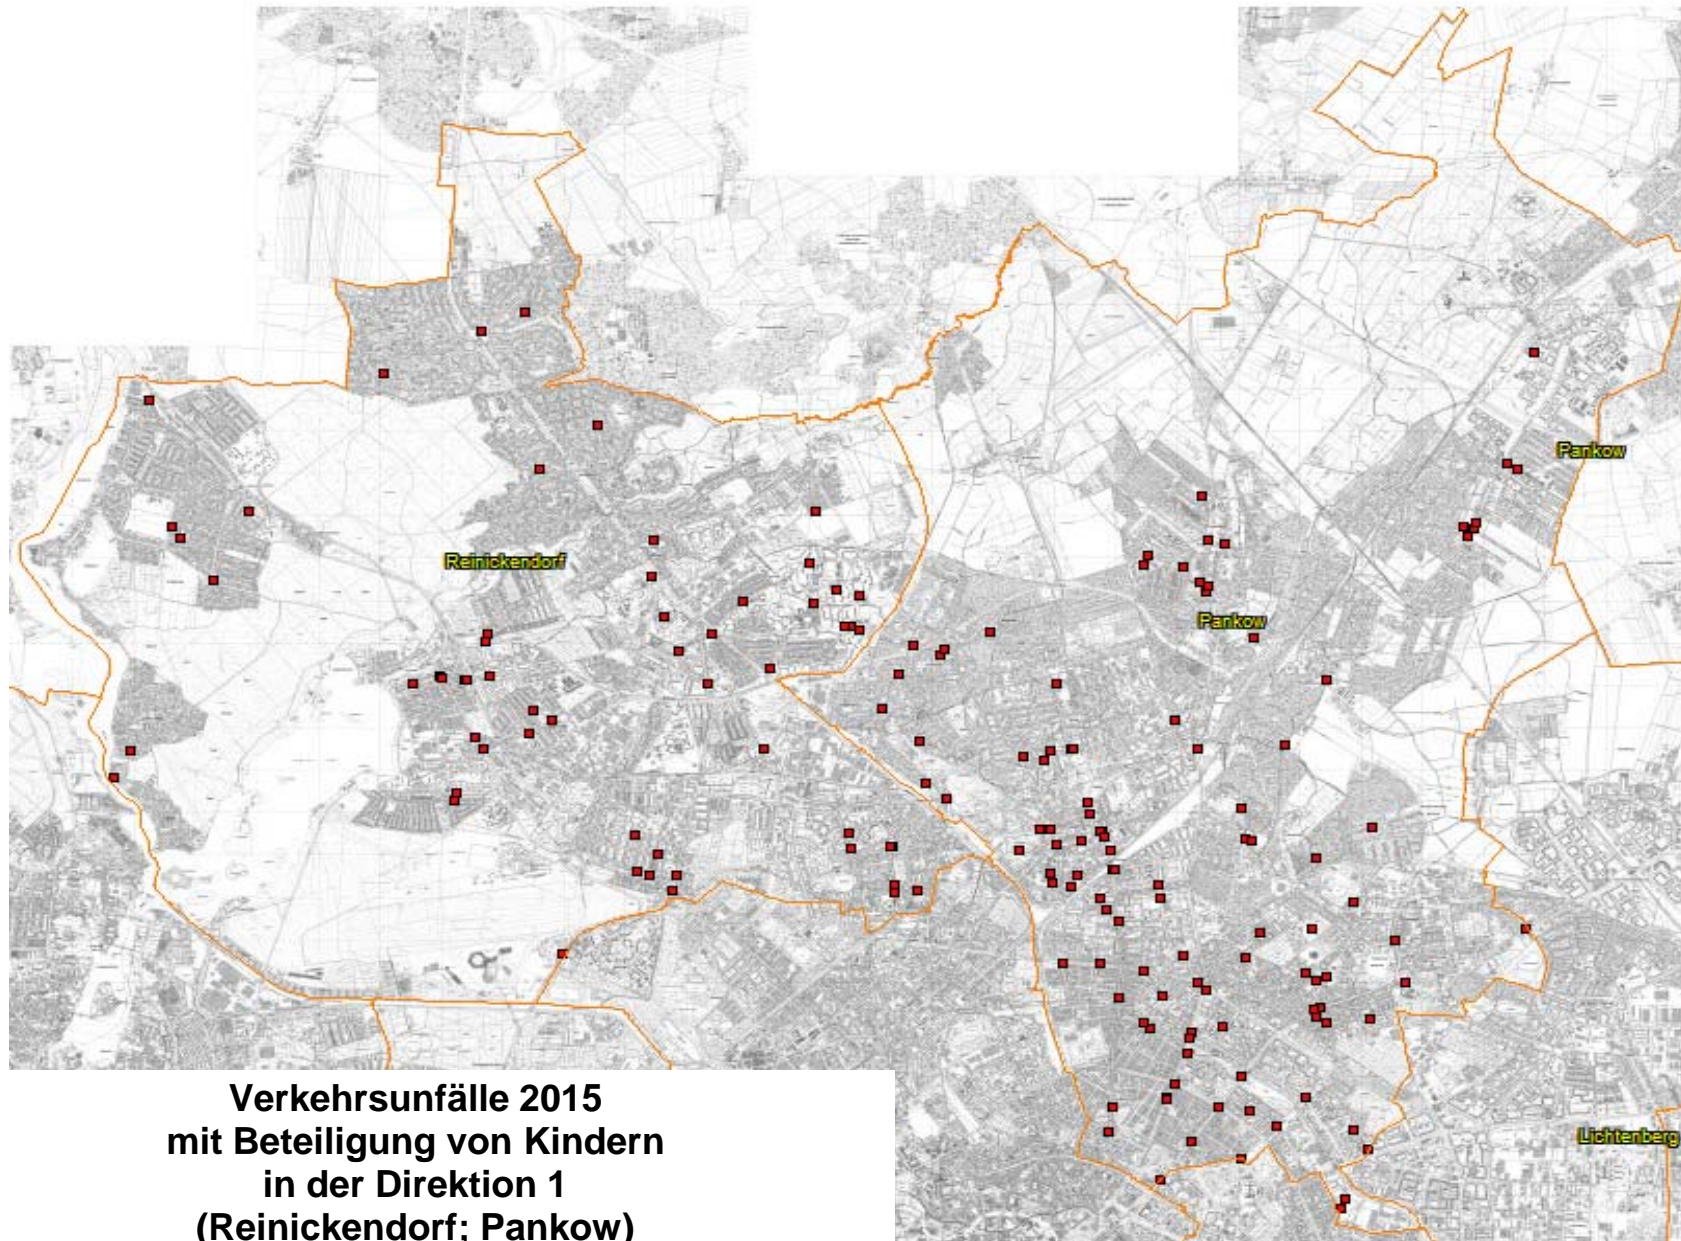 Pankow
Reinickendorf
Pankow
Lichtenberg
Verkehrsunfälle 2015
mit Beteiligung von Kindern
in der Direktion 1
(Reinickendorf; Pankow)